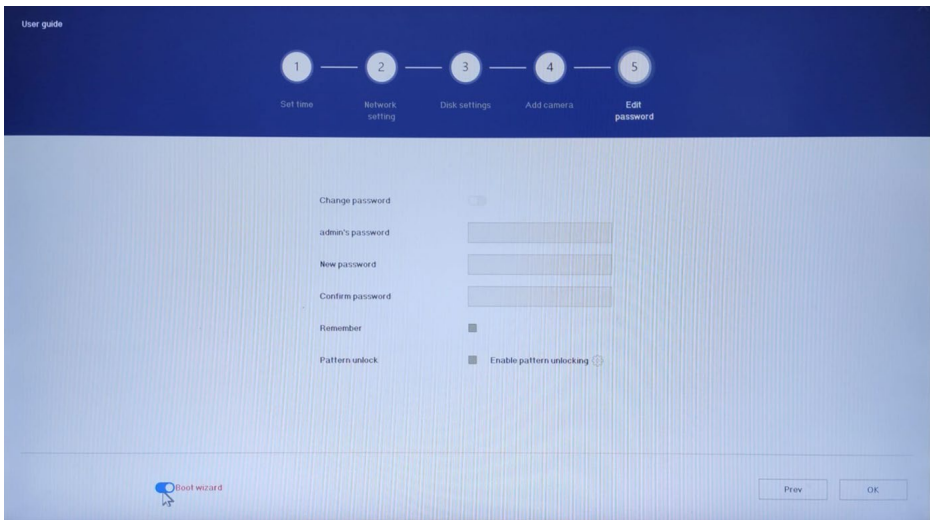 User guide
1 2 3 4 5
Set time Network setting Disk settings Add camera Edit password
Change password
admin's password
New password
Confirm password
Remember
Pattern unlock Enable pattern unlocking
Boot wizard Prev OK